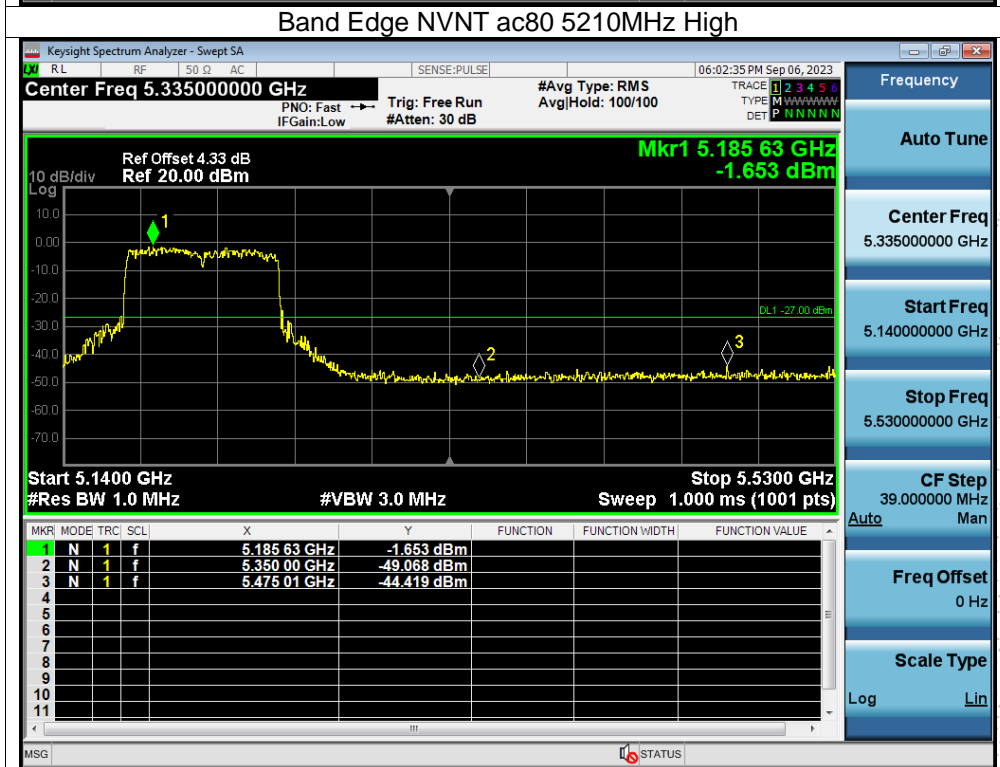 Band Edge NVNT ac80 5210MHz High
Keysight Spectrum Analyzer - Swept SA
LXI RL RF 50 Ω AC SENSE:PULSE 06:02:35 PM Sep 06, 2023
Center Freq 5.335000000 GHz #Avg Type: RMS TRACE 1 2 3 4 5 6
PNO: Fast Trig: Free Run Avg|Hold: 100/100 TYPE M WWWWW
IFGain:Low #Atten: 30 dB DET P N N N N N
Mkr1 5.185 63 GHz
-1.653 dBm
Ref Offset 4.33 dB
10 dB/div Ref 20.00 dBm
Log
10.0
0.00
-10.0
-20.0
-30.0
-40.0
-50.0
-60.0
-70.0
1
DL1 -27.00 dBm
2
3
Start 5.1400 GHz Stop 5.5300 GHz
#Res BW 1.0 MHz #VBW 3.0 MHz Sweep 1.000 ms (1001 pts)
MKR MODE TRC SCL X Y FUNCTION FUNCTION WIDTH FUNCTION VALUE
1 N 1 f 5.185 63 GHz -1.653 dBm
2 N 1 f 5.350 00 GHz -49.068 dBm
3 N 1 f 5.475 01 GHz -44.419 dBm
4
5
6
7
8
9
10
11
MSG STATUS
Frequency
Auto Tune
Center Freq
5.335000000 GHz
Start Freq
5.140000000 GHz
Stop Freq
5.530000000 GHz
CF Step
39.000000 MHz
Auto Man
Freq Offset
0 Hz
Scale Type
Log Lin